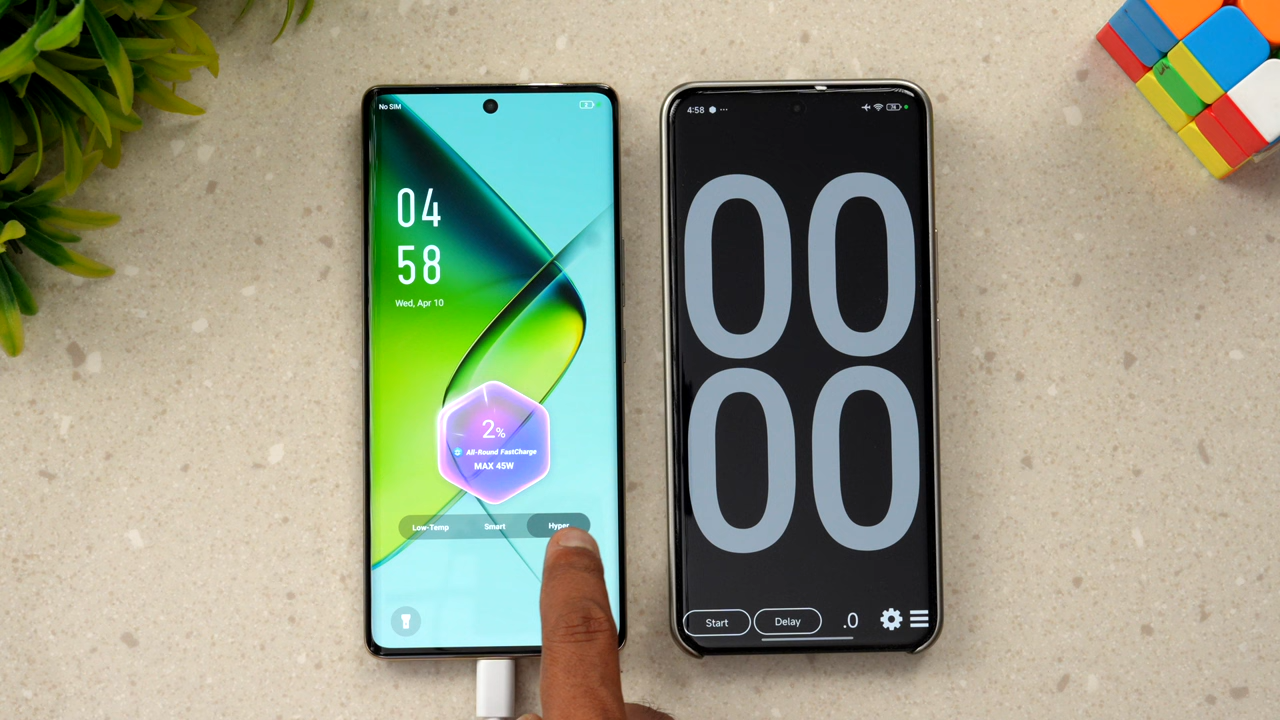 No SIM
04
58
Wed, Apr 10
2%
All-Round FastCharge
MAX 45W
Low-Temp Smart Hyper
4:58
00
00
Start Delay .0